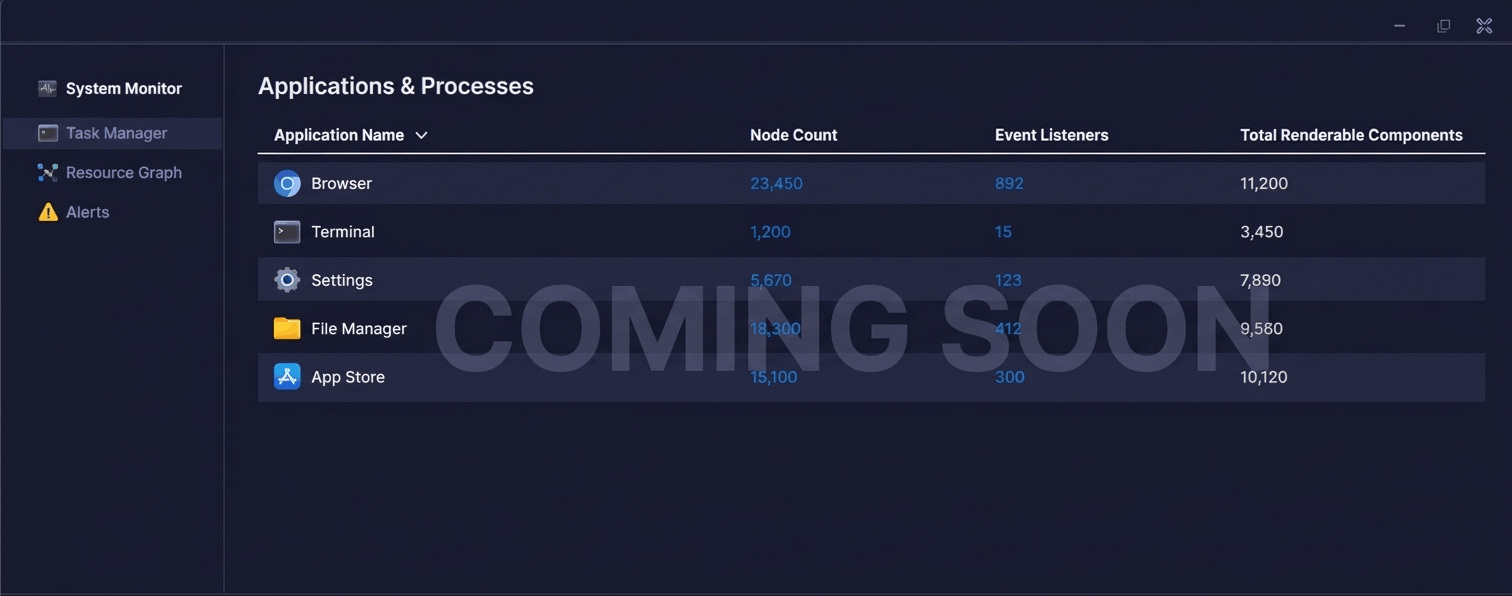 System Monitor
Task Manager
Resource Graph
Alerts
Applications & Processes
Application Name Node Count Event Listeners Total Renderable Components
Browser 23,450 892 11,200
Terminal 1,200 15 3,450
Settings 5,670 123 7,890
File Manager 18,300 412 9,580
App Store 15,100 300 10,120
COMING SOON